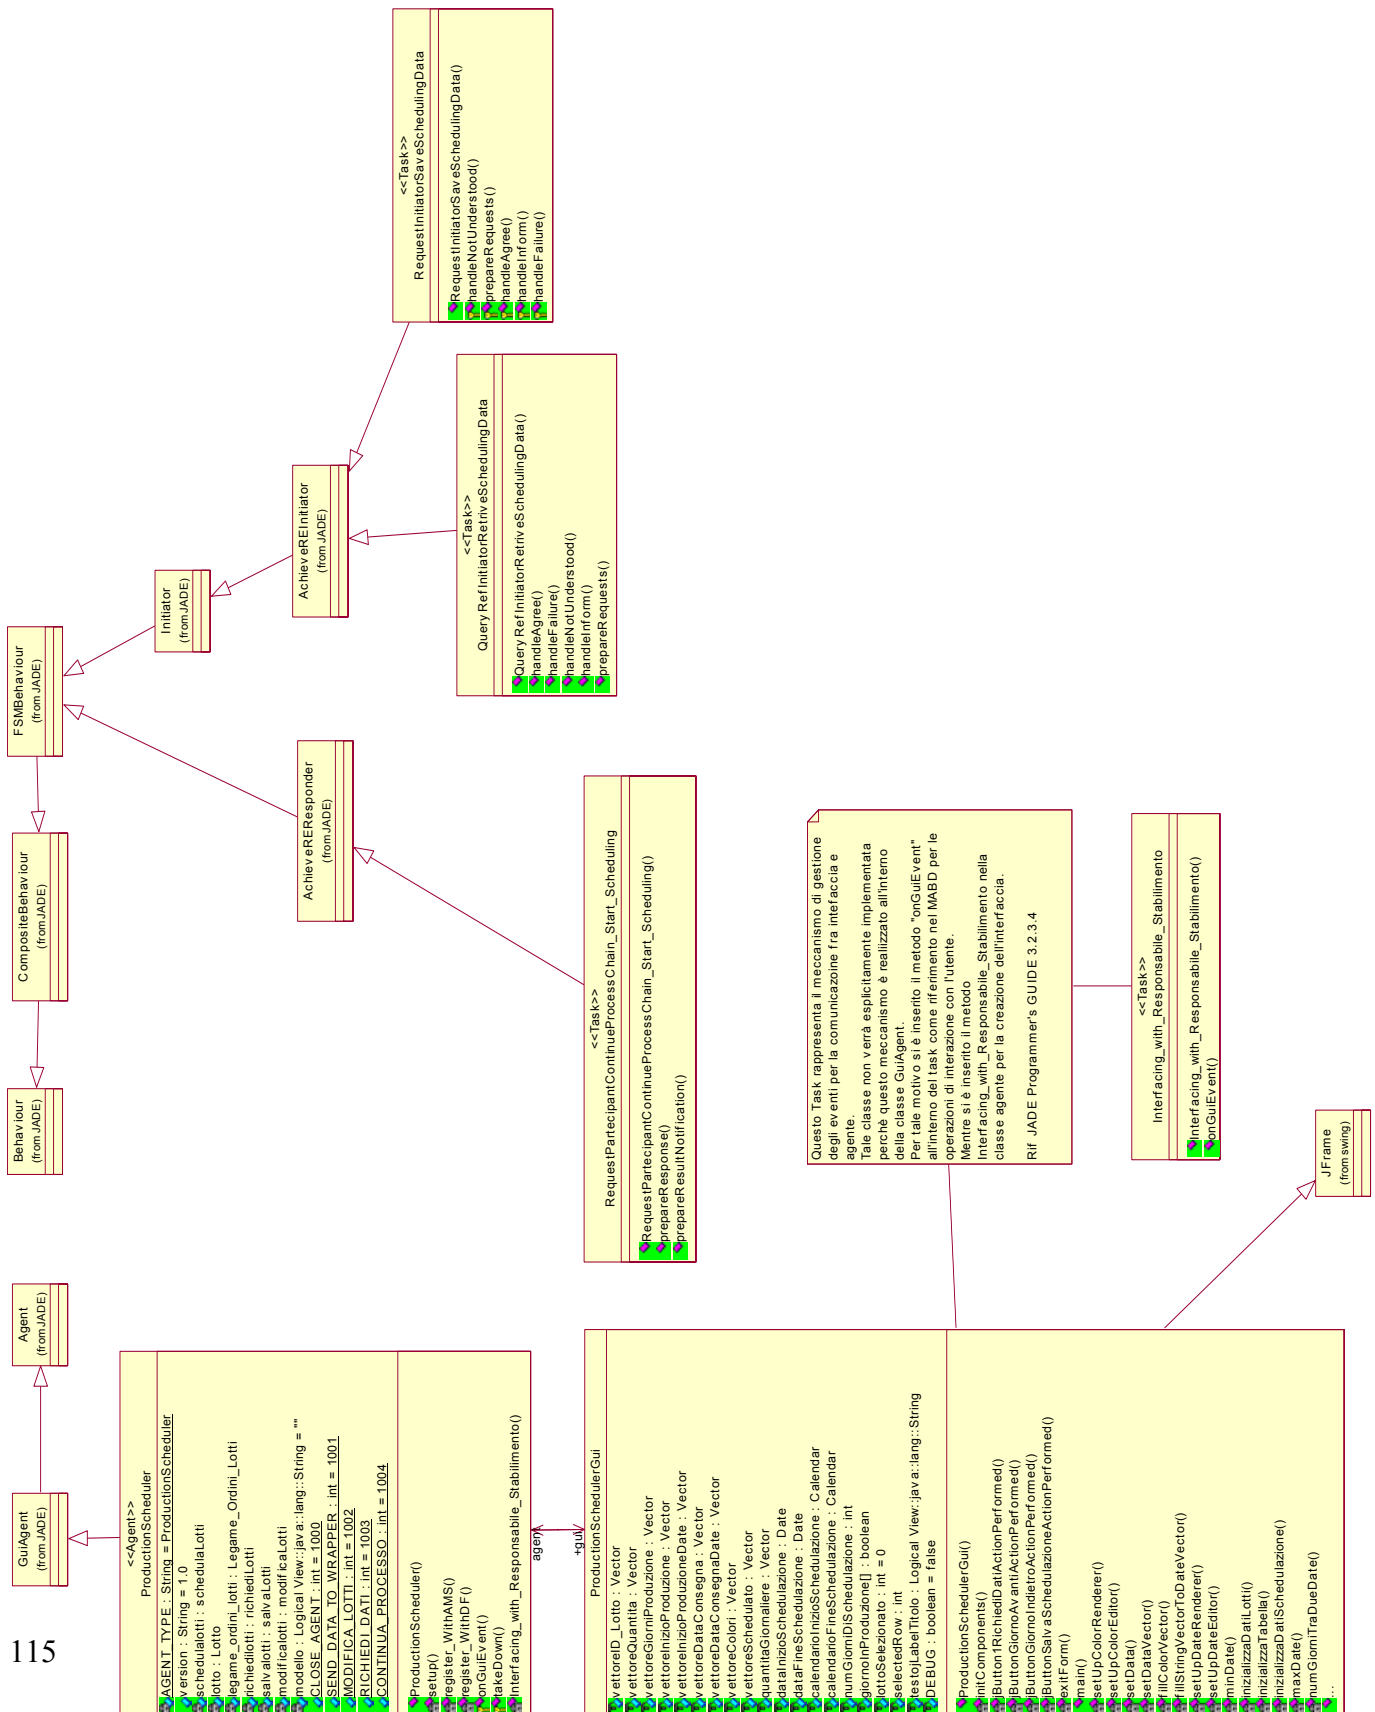 GuiAgent
(from JADE)
Agent
(from JADE)
Behaviour
(from JADE)
CompositeBehaviour
(from JADE)
FSMBehaviour
(from JADE)
Initiator
(from JADE)
AchieveREInitiator
(from JADE)
AchieveREResponder
(from JADE)
<<Task>>
RequestInitiatorSaveSchedulingData
RequestInitiatorSaveSchedulingData()
handleNotUnderstood()
prepareRequests()
handleAgree()
handleInform()
handleFailure()
<<Task>>
QueryRefInitiatorRetriveSchedulingData
QueryRefInitiatorRetriveSchedulingData()
handleAgree()
handleFailure()
handleNotUnderstood()
handleInform()
prepareRequests()
<<Task>>
RequestPartecipantContinueProcessChain_Start_Scheduling
RequestPartecipantContinueProcessChain_Start_Scheduling()
prepareResponse()
prepareResultNotification()
<<Agent>>
ProductionScheduler
AGENT_TYPE : String = ProductionScheduler
version : String = 1.0
schedulalotti : schedulaLotti
lotto : Lotto
legame_ordini_lotti : Legame_Ordini_Lotti
richiedilotti : richiediLotti
salvalotti : salvaLotti
modificalotti : modificaLotti
modello : Logical View::java::lang::String = ""
CLOSE_AGENT : int = 1000
SEND_DATA_TO_WRAPPER : int = 1001
MODIFICA_LOTTI : int = 1002
RICHIEDI_DATI : int = 1003
CONTINUA_PROCESSO : int = 1004
ProductionScheduler()
setup()
register_WithAMS()
register_WithDF()
onGuiEvent()
takeDown()
Interfacing_with_Responsabile_Stabilimento()
agent
+gui
ProductionSchedulerGui
vettoreID_Lotto : Vector
vettoreQuantita : Vector
vettoreGiorniProduzione : Vector
vettoreInizioProduzione : Vector
vettoreInizioProduzioneDate : Vector
vettoreDataConsegna : Vector
vettoreDataConsegnaDate : Vector
vettoreColori : Vector
vettoreSchedulato : Vector
quantitaGiornaliere : Vector
dataInizioSchedulazione : Date
dataFineSchedulazione : Date
calendarioInizioSchedulazione : Calendar
calendarioFineSchedulazione : Calendar
numGiorniDiSchedulazione : int
giornoInProduzione[] : boolean
lottoSelezionato : int = 0
selectedRow : int
testojLabelTitolo : Logical View::java::lang::String
DEBUG : boolean = false
ProductionSchedulerGui()
initComponents()
jButton1RichiediDatiActionPerformed()
jButtonGiornoAvantiActionPerformed()
jButtonGiornoIndietroActionPerformed()
jButtonSalvaSchedulazioneActionPerformed()
exitForm()
main()
setUpColorRenderer()
setUpColorEditor()
setData()
setDataVector()
fillColorVector()
fillStringVectorToDateVector()
setUpDateRenderer()
setUpDateEditor()
minDate()
inizializzaDatiLotti()
inizializzaTabella()
inizializzaDatiSchedulazione()
maxDate()
numGiorniTraDueDate()
...
Questo Task rappresenta il meccanismo di gestione
degli eventi per la comunicazoine fra intefaccia e
agente.
Tale classe non verrà esplicitamente implementata
perchè questo meccanismo è realiizzato all'interno
della classe GuiAgent.
Per tale motivo si è inserito il metodo "onGuiEvent"
all'interno del task come riferimento nel MABD per le
operazioni di interazione con l'utente.
Mentre si è inserito il metodo
Interfacing_with_Responsabile_Stabilimento nella
classe agente per la creazione dell'interfaccia.
Rif JADE Programmer's GUIDE 3.2.3.4
<<Task>>
Interfacing_with_Responsabile_Stabilimento
Interfacing_with_Responsabile_Stabilimento()
onGuiEvent()
JFrame
(from swing)
115